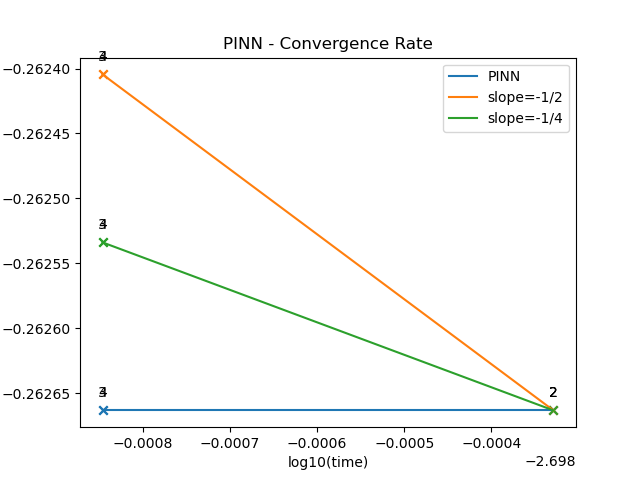 PINN - Convergence Rate
PINN
slope=-1/2
slope=-1/4
−0.26240
−0.26245
−0.26250
−0.26255
−0.26260
−0.26265
2
−0.0008
−0.0007
−0.0006
−0.0005
−0.0004
log10(time)
−2.698